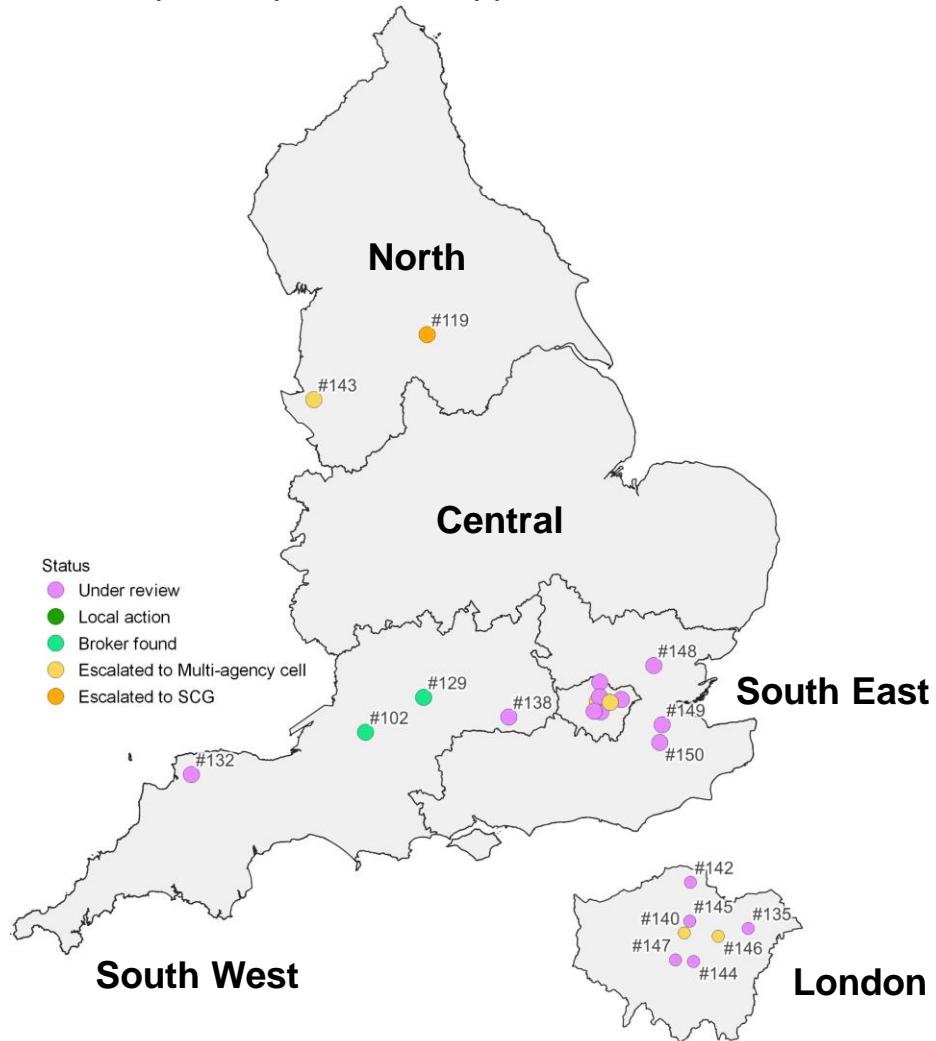 North
#119
#143
Central
Status
Under review
Local action
Broker found
Escalated to Multi-agency cell
Escalated to SCG
#148
#129
#138
South East
#149
#102
#150
#132
#142
#145
#140
#135
#147
#146
#144
South West
London